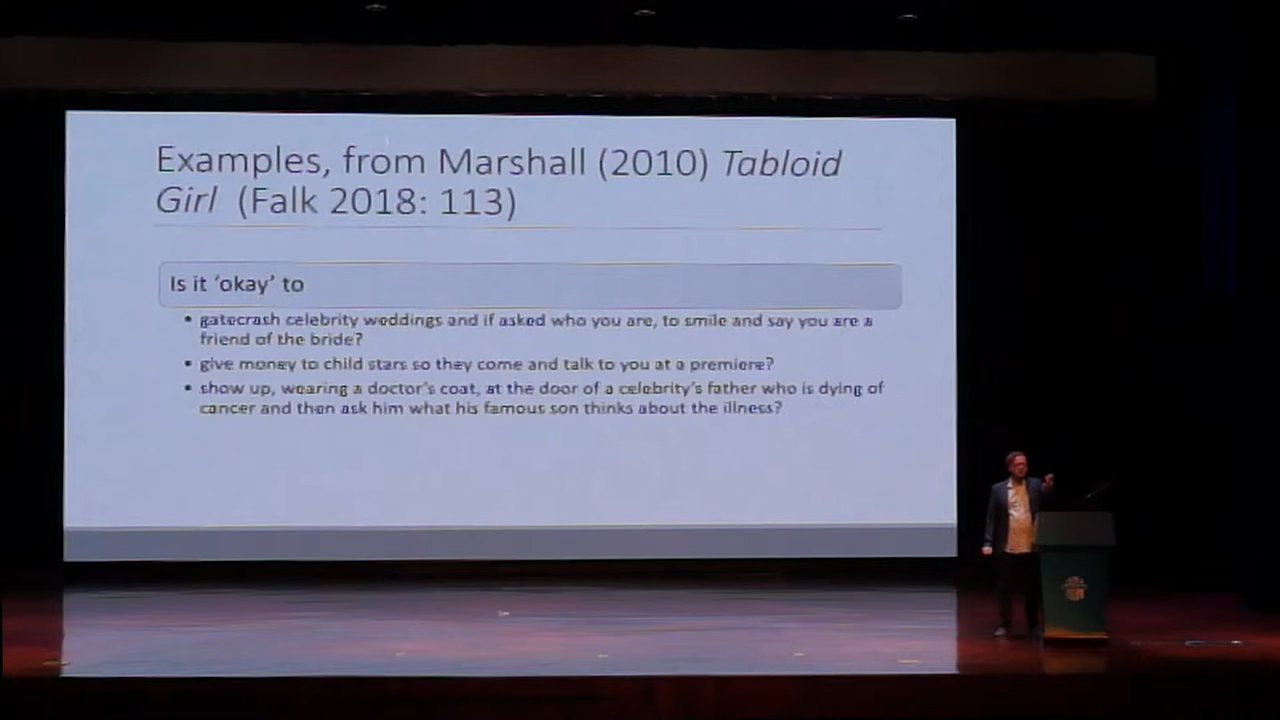 Examples, from Marshall (2010) Tabloid
Girl (Falk 2018: 113)
Is it ‘okay’ to
• gatecrash celebrity weddings and if asked who you are, to smile and say you are a
friend of the bride?
• give money to child stars so they come and talk to you at a premiere?
• show up, wearing a doctor’s coat, at the door of a celebrity’s father who is dying of
cancer and then ask him what his famous son thinks about the illness?